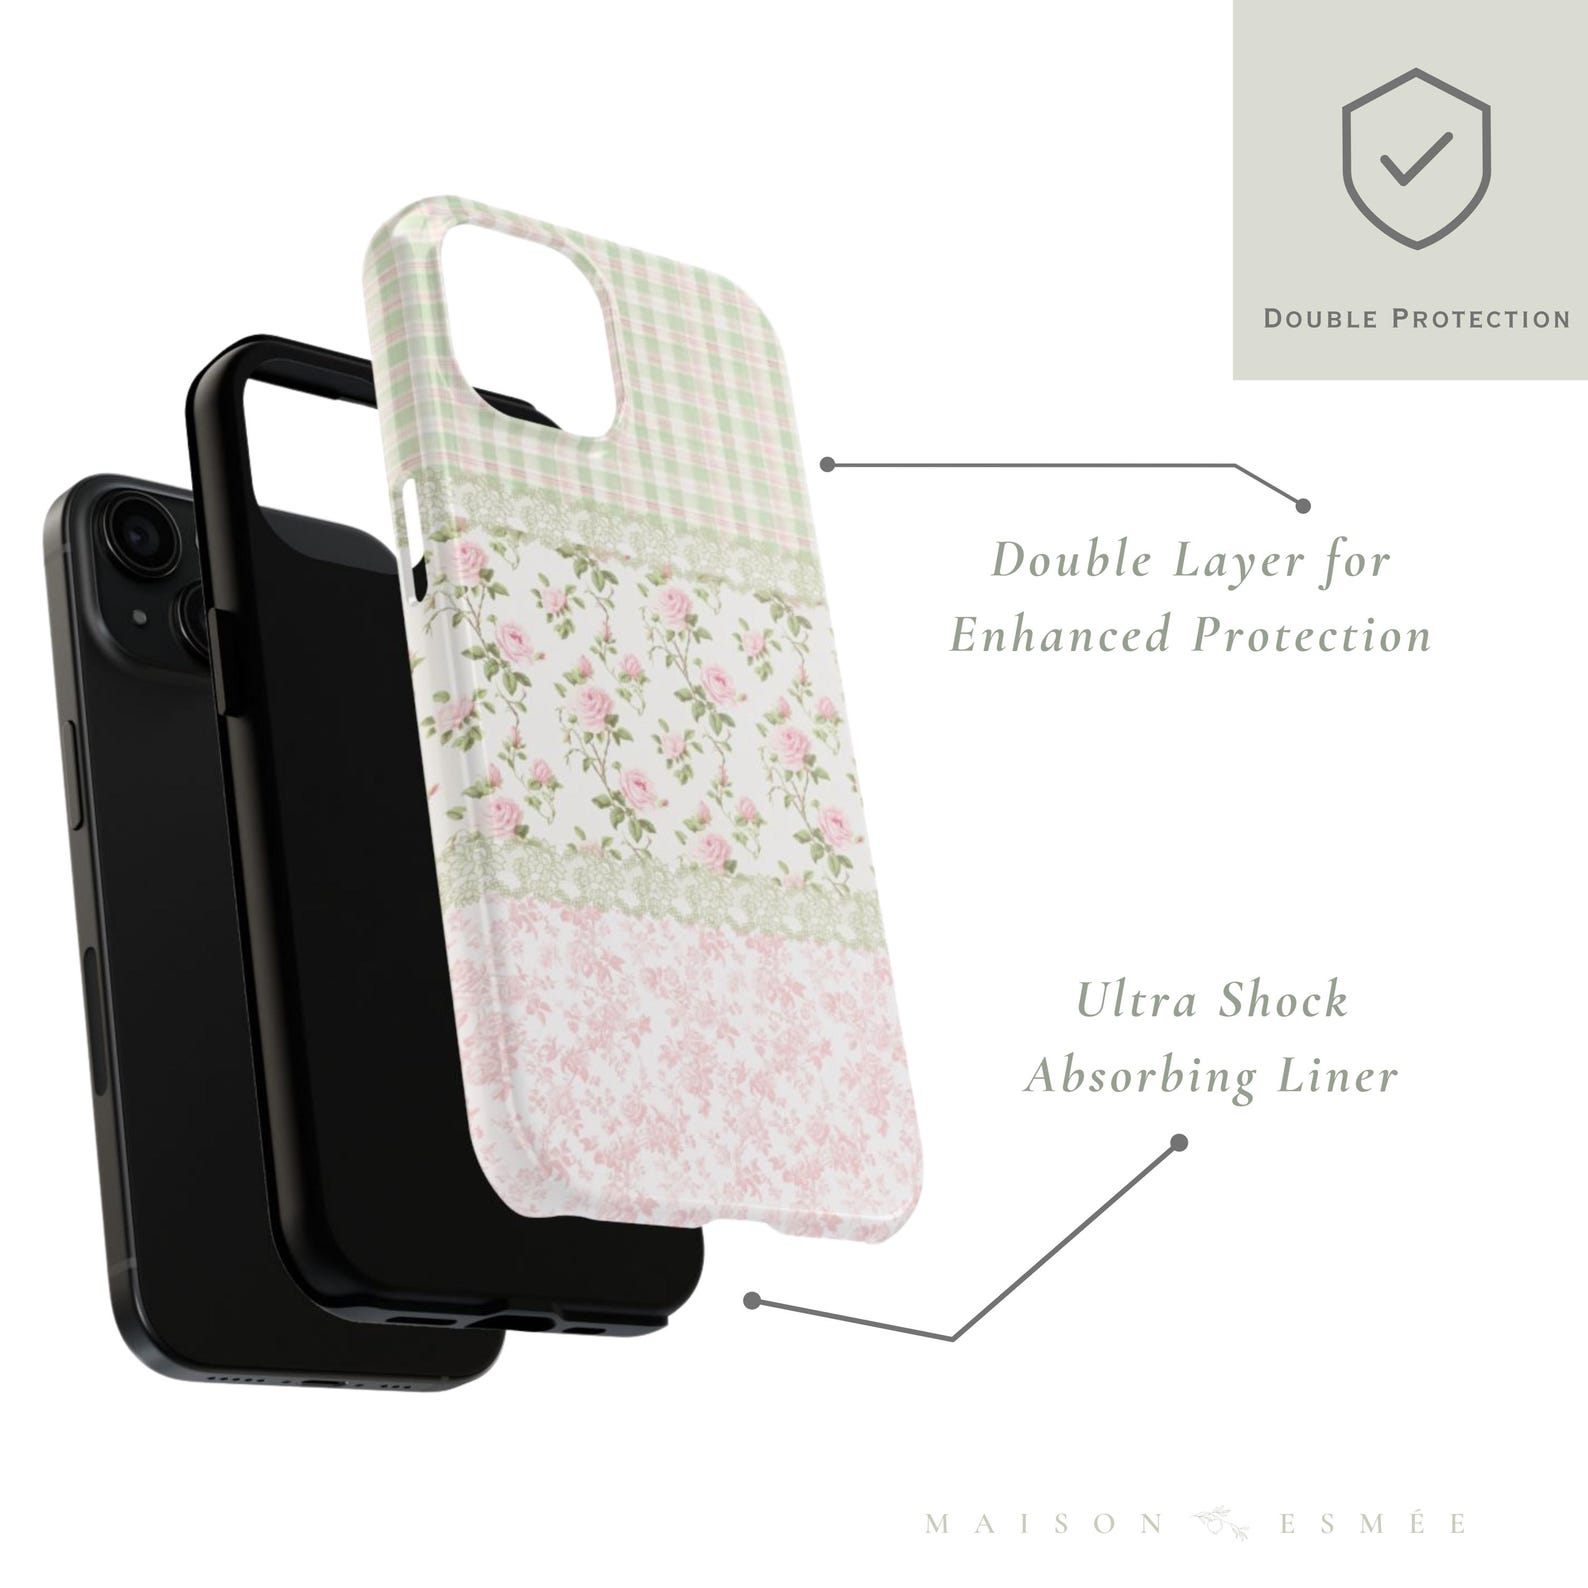 DOUBLE PROTECTION
Double Layer for
Enhanced Protection
Ultra Shock
Absorbing Liner
MAISON ESMÉE